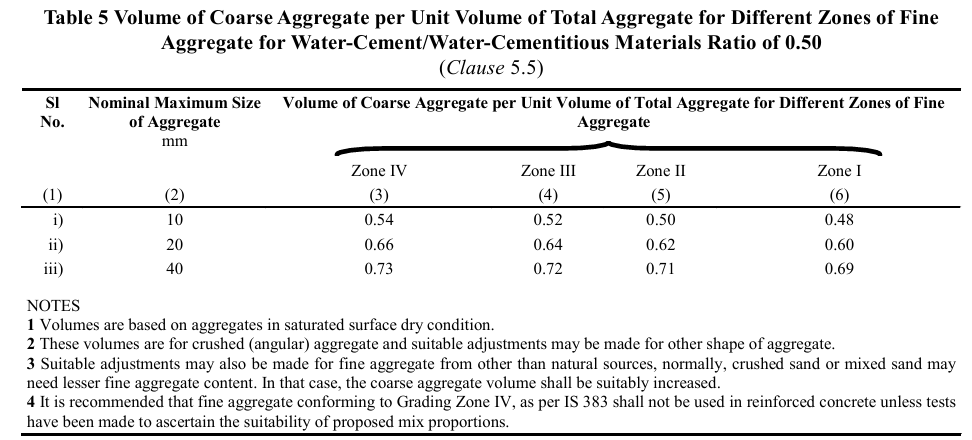 Table 5 Volume of Coarse Aggregate per Unit Volume of Total Aggregate for Different Zones of Fine
Aggregate for Water-Cement/Water-Cementitious Materials Ratio of 0.50
(Clause 5.5)
Sl Nominal Maximum Size Volume of Coarse Aggregate per Unit Volume of Total Aggregate for Different Zones of Fine
No. of Aggregate Aggregate
mm
Zone IV Zone III Zone II Zone I
(1) (2) (3) (4) (5) (6)
i) 10 0.54 0.52 0.50 0.48
ii) 20 0.66 0.64 0.62 0.60
iii) 40 0.73 0.72 0.71 0.69
NOTES
1 Volumes are based on aggregates in saturated surface dry condition.
2 These volumes are for crushed (angular) aggregate and suitable adjustments may be made for other shape of aggregate.
3 Suitable adjustments may also be made for fine aggregate from other than natural sources, normally, crushed sand or mixed sand may
need lesser fine aggregate content. In that case, the coarse aggregate volume shall be suitably increased.
4 It is recommended that fine aggregate conforming to Grading Zone IV, as per IS 383 shall not be used in reinforced concrete unless tests
have been made to ascertain the suitability of proposed mix proportions.